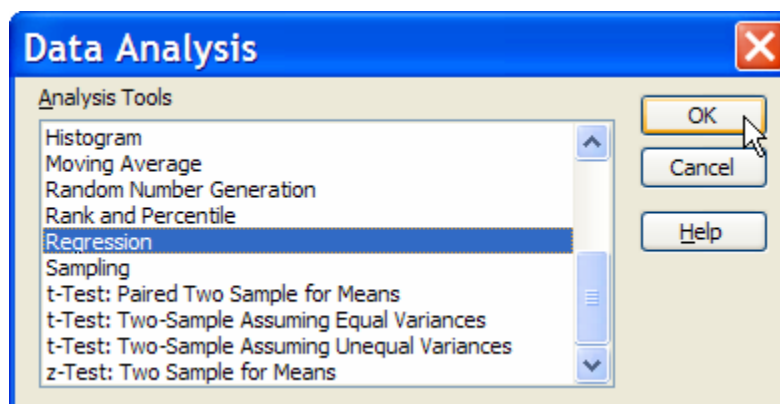 Data Analysis
Analysis Tools
Histogram
Moving Average
Random Number Generation
Rank and Percentile
Regression
Sampling
t-Test: Paired Two Sample for Means
t-Test: Two-Sample Assuming Equal Variances
t-Test: Two-Sample Assuming Unequal Variances
z-Test: Two Sample for Means
OK
Cancel
Help